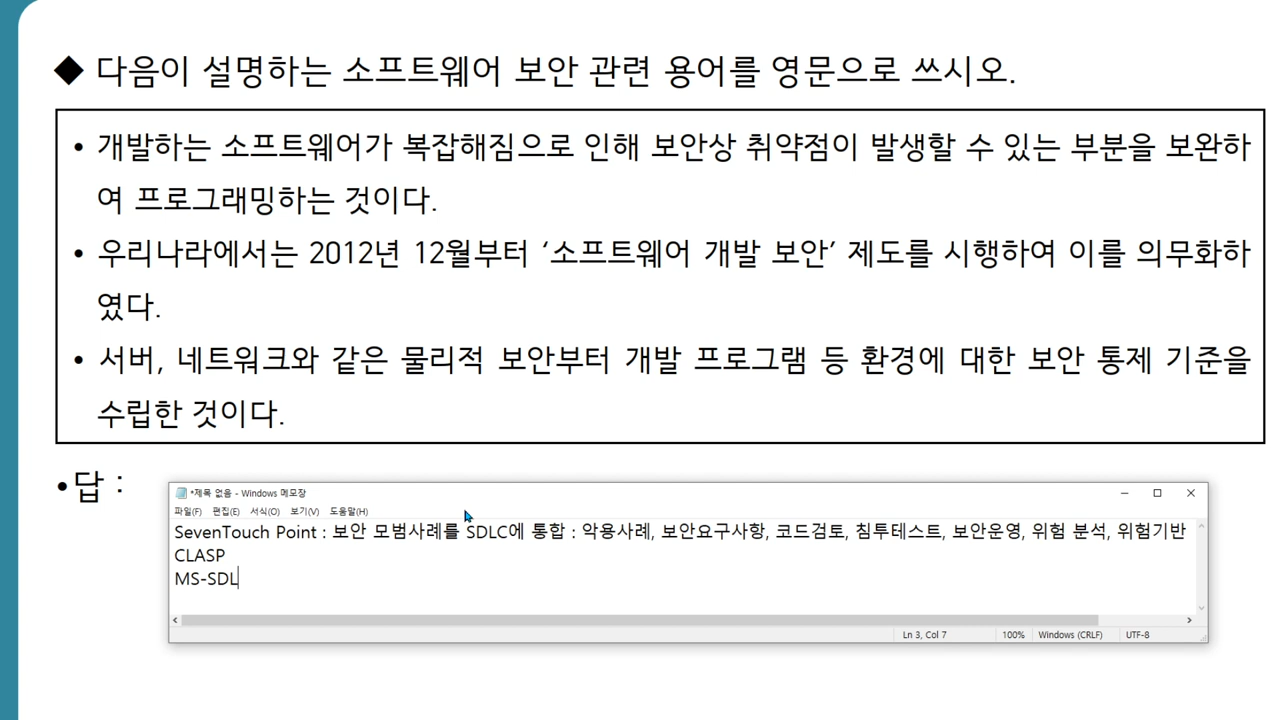 ◆ 다음이 설명하는 소프트웨어 보안 관련 용어를 영문으로 쓰시오.
• 개발하는 소프트웨어가 복잡해짐으로 인해 보안상 취약점이 발생할 수 있는 부분을 보완하
여 프로그래밍하는 것이다.
• 우리나라에서는 2012년 12월부터 ‘소프트웨어 개발 보안’ 제도를 시행하여 이를 의무화하
였다.
• 서버, 네트워크와 같은 물리적 보안부터 개발 프로그램 등 환경에 대한 보안 통제 기준을
수립한 것이다.
•답 :
*제목 없음 - Windows 메모장
파일(F) 편집(E) 서식(O) 보기(V) 도움말(H)
SevenTouch Point : 보안 모범사례를 SDLC에 통합 : 악용사례, 보안요구사항, 코드검토, 침투테스트, 보안운영, 위험 분석, 위험기반
CLASP
MS-SDL
Ln 3, Col 7 100% Windows (CRLF) UTF-8